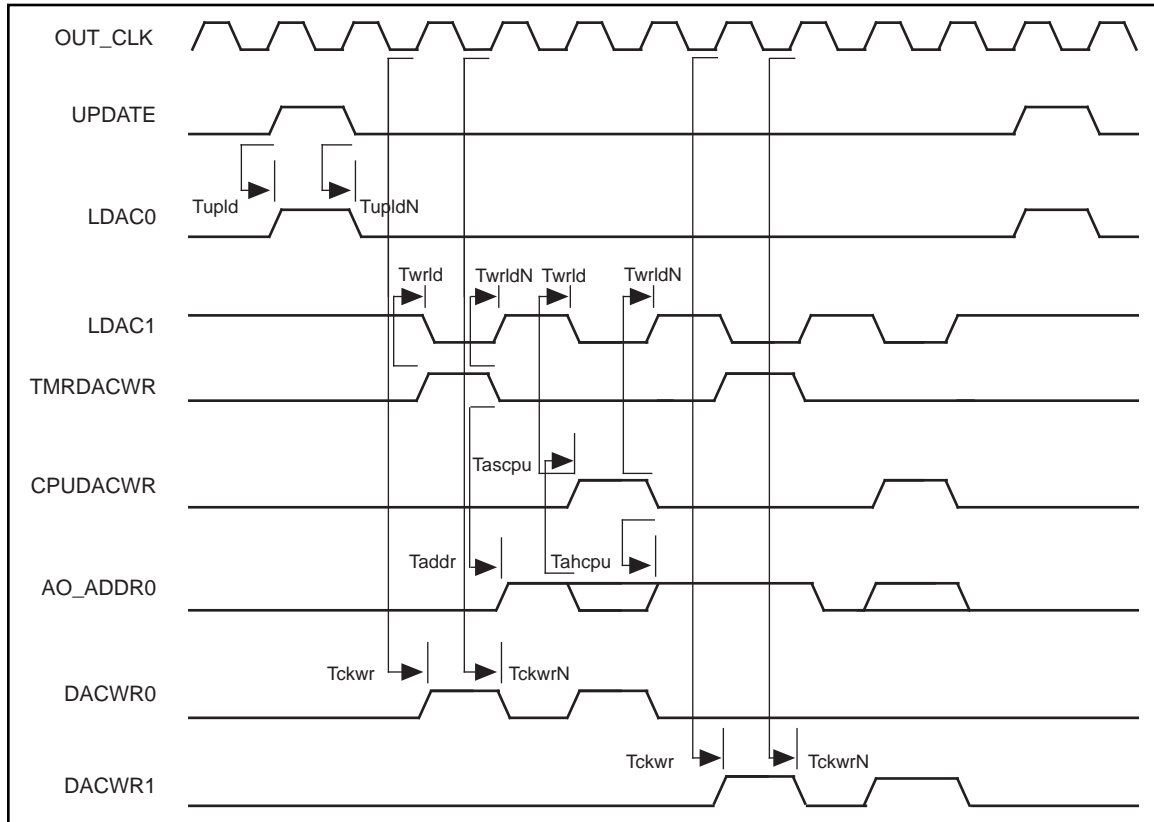 OUT_CLK
UPDATE
Tupld
TupldN
LDAC0
Twrld
TwrldN
Twrld
TwrldN
LDAC1
TMRDACWR
Tascpu
CPUDACWR
Taddr
Tahcpu
AO_ADDR0
Tckwr
TckwrN
DACWR0
Tckwr
TckwrN
DACWR1